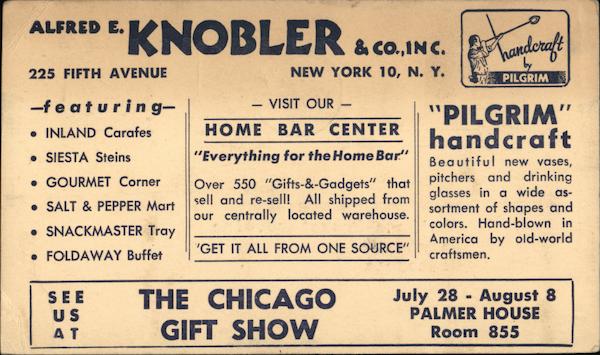 ALFRED E. KNOBLER & CO., INC.
225 FIFTH AVENUE NEW YORK 10, N. Y.
handcraft
by
PILGRIM
—featuring—
• INLAND Carafes
• SIESTA Steins
• GOURMET Corner
• SALT & PEPPER Mart
• SNACKMASTER Tray
• FOLDAWAY Buffet
— VISIT OUR —
HOME BAR CENTER
"Everything for the Home Bar"
Over 550 "Gifts-&-Gadgets" that
sell and re-sell! All shipped from
our centrally located warehouse.
'GET IT ALL FROM ONE SOURCE"
"PILGRIM"
handcraft
Beautiful new vases,
pitchers and drinking
glasses in a wide as-
sortment of shapes and
colors. Hand-blown in
America by old-world
craftsmen.
SEE
US
AT
THE CHICAGO
GIFT SHOW
July 28 - August 8
PALMER HOUSE
Room 855